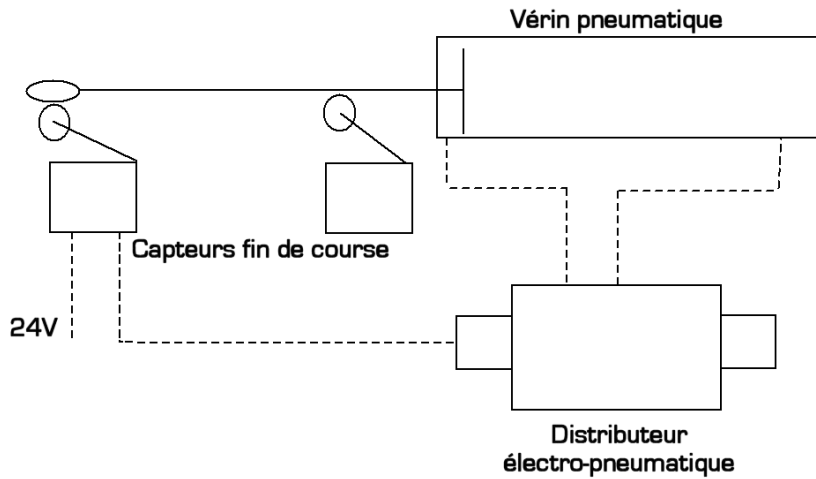 Vérin pneumatique
Capteurs fin de course
24V
Distributeur
électro-pneumatique